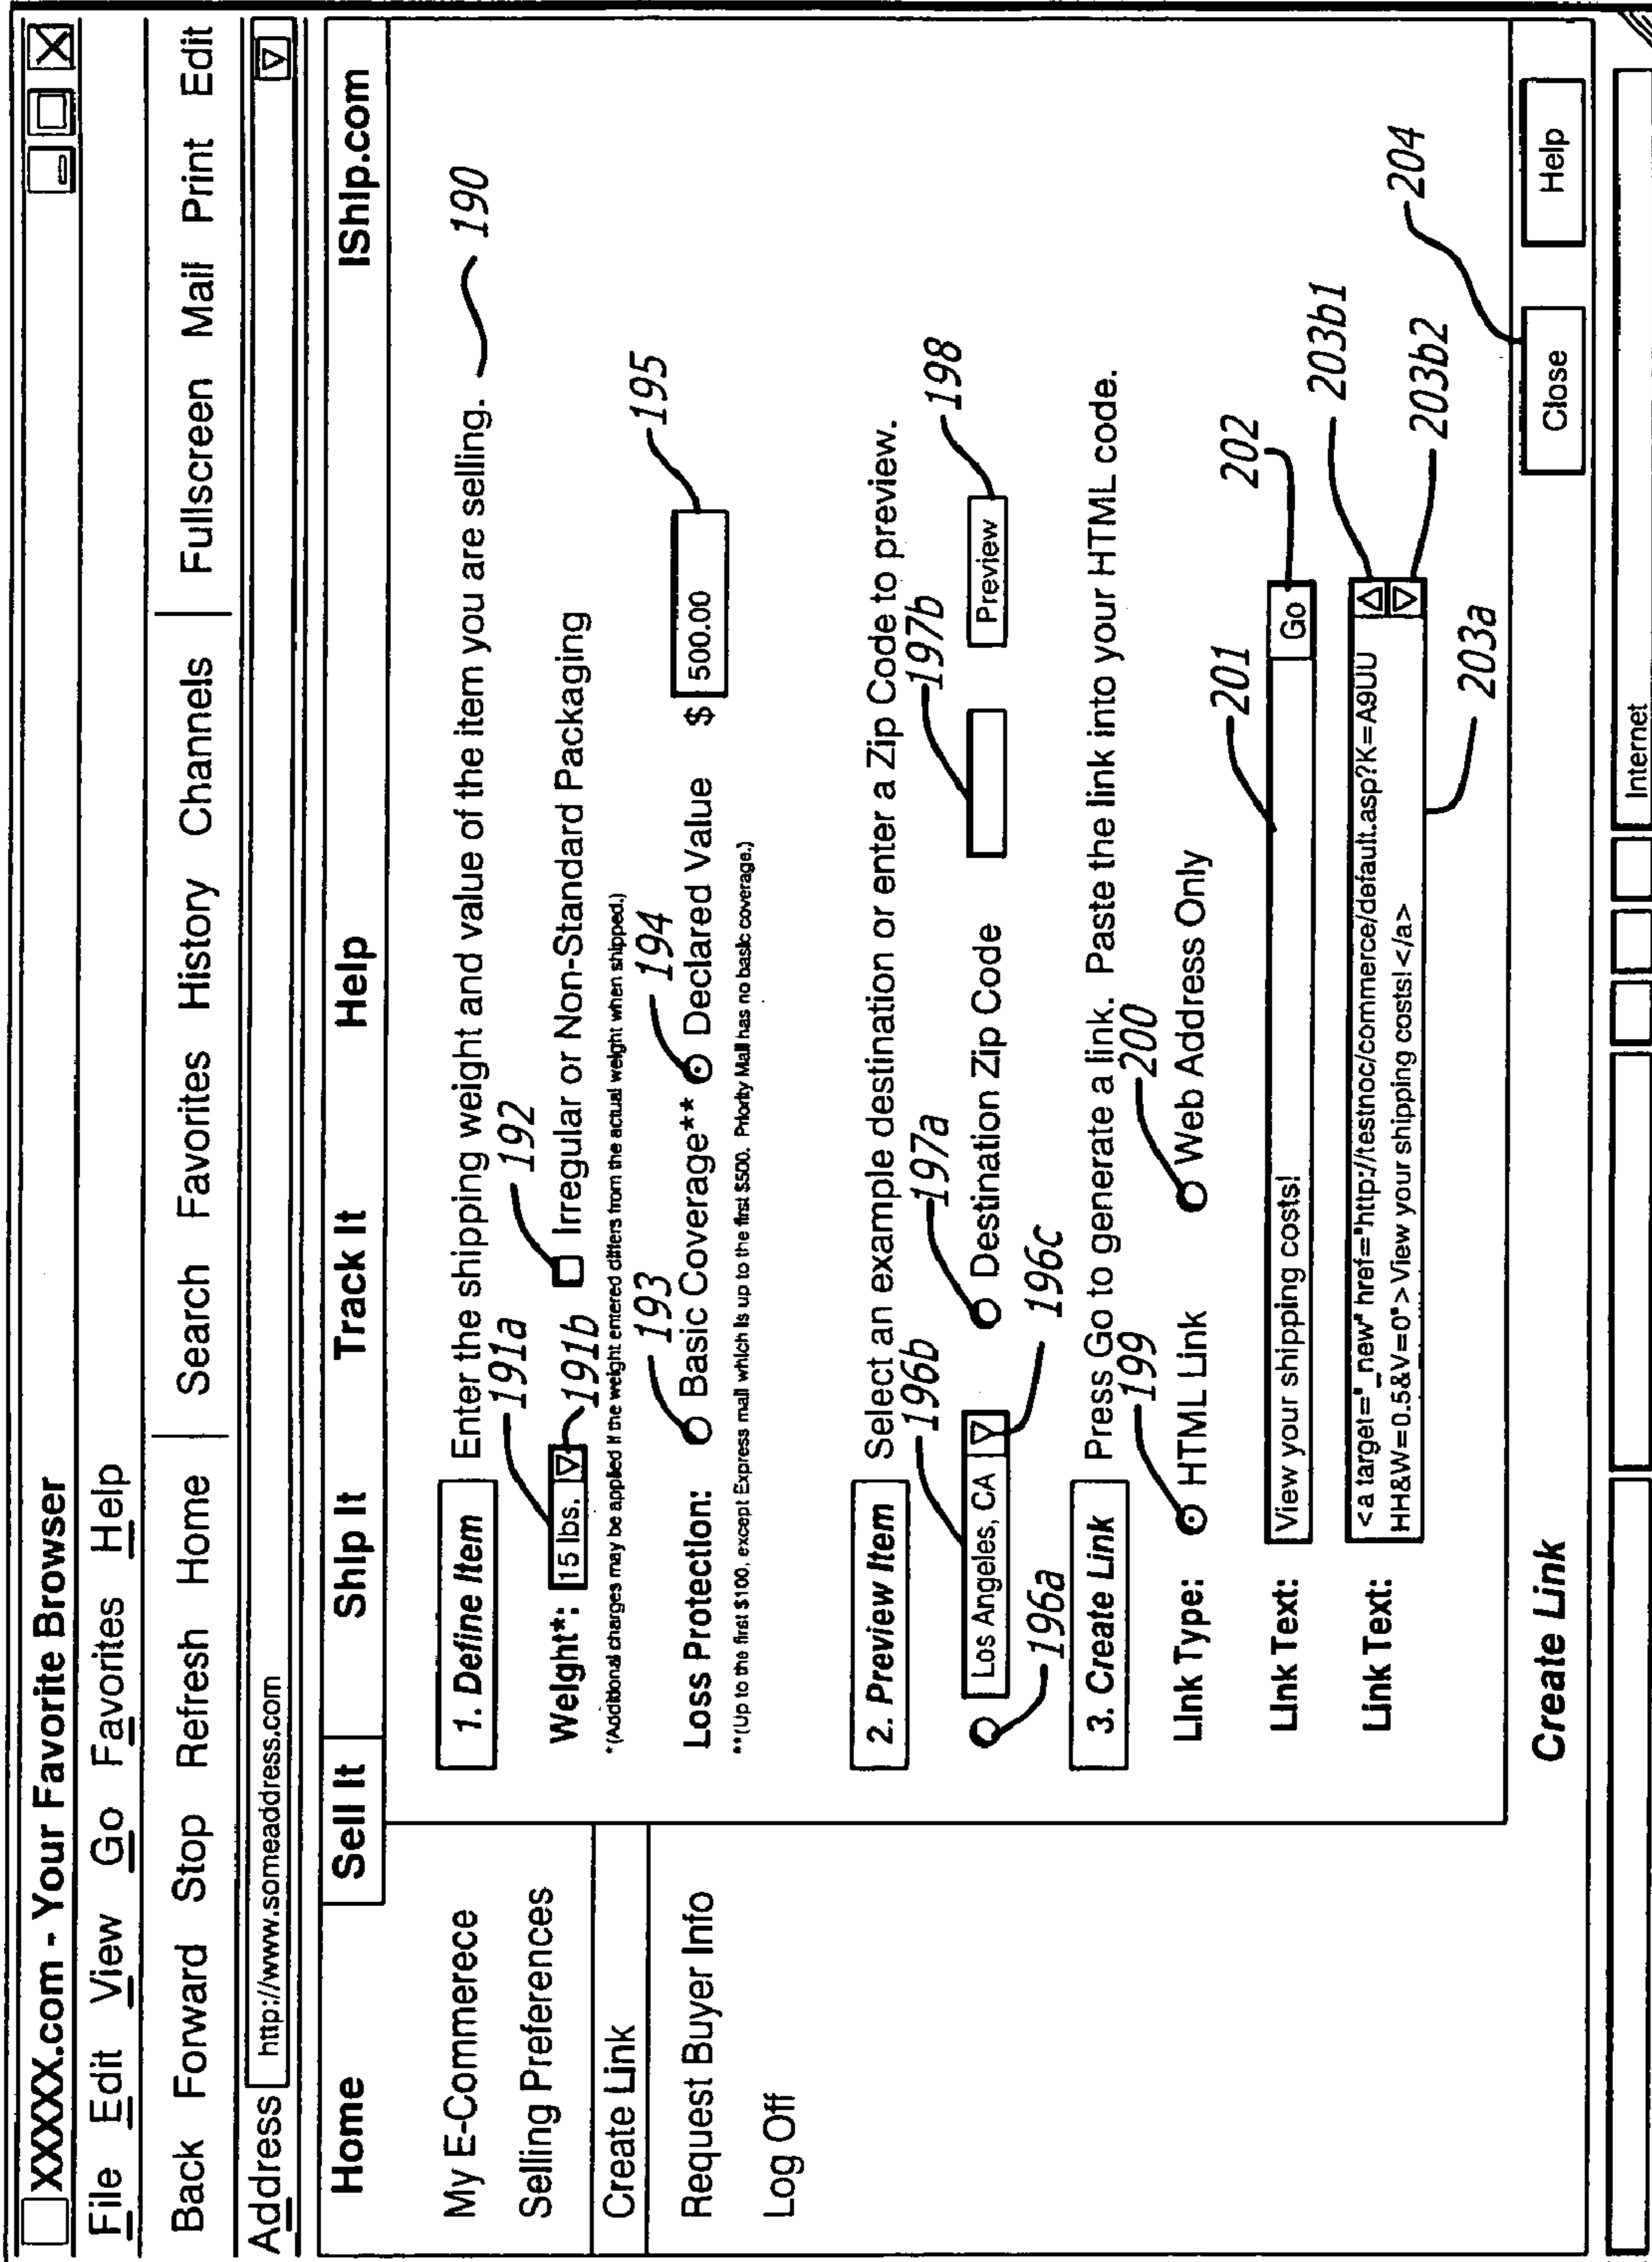 XXXXX.com - Your Favorite Browser
File Edit View Go Favorites Help
Back Forward Stop Refresh Home Search Favorites History Channels Fullscreen Mail Print Edit
Address http://www.someaddress.com
Home Sell It Ship It Track It Help IShip.com
My E-Commerece
Selling Preferences
Create Link
Request Buyer Info
Log Off
1. Define Item Enter the shipping weight and value of the item you are selling. 190
191a 192
Weight*: 15 lbs. 191b Irregular or Non-Standard Packaging
*(Additional charges may be applied if the weight entered differs from the actual weight when shipped.)
193 194 195
Loss Protection: Basic Coverage** Declared Value $ 500.00
**(Up to the first $100, except Express mail which is up to the first $500. Priority Mail has no basic coverage.)
2. Preview Item Select an example destination or enter a Zip Code to preview.
196b 197a 197b 198
Los Angeles, CA Destination Zip Code Preview
196a 196c
3. Create Link Press Go to generate a link. Paste the link into your HTML code.
199 200
Link Type: HTML Link Web Address Only
201 202
Link Text: View your shipping costs! Go
203b1
Link Text: <a target="_new" href="http://testnoc/commerce/default.asp?K=A9UU
HH&W=0.5&V=0">View your shipping costs!</a>
203b2
203a 204
Create Link Close Help
Internet